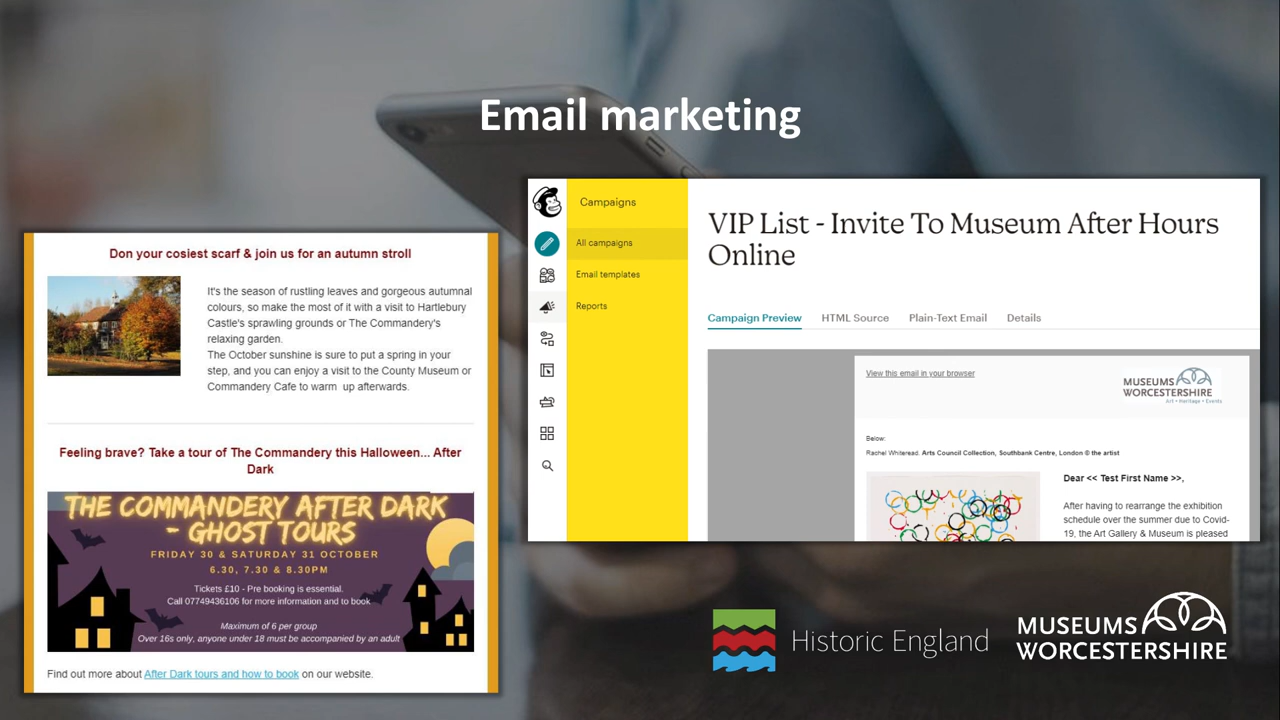 Email marketing
Don your cosiest scarf & join us for an autumn stroll
It's the season of rustling leaves and gorgeous autumnal
colours, so make the most of it with a visit to Hartlebury
Castle's sprawling grounds or The Commandery's
relaxing garden.
The October sunshine is sure to put a spring in your
step, and you can enjoy a visit to the County Museum or
Commandery Cafe to warm up afterwards.
Feeling brave? Take a tour of The Commandery this Halloween... After
Dark
THE COMMANDERY AFTER DARK
- GHOST TOURS
FRIDAY 30 & SATURDAY 31 OCTOBER
6.30, 7.30 & 8.30PM
Tickets £10 - Pre booking is essential.
Call 07749436106 for more information and to book
Maximum of 6 per group
Over 16s only, anyone under 18 must be accompanied by an adult
Find out more about After Dark tours and how to book on our website.
Campaigns
All campaigns
Email templates
Reports
VIP List - Invite To Museum After Hours
Online
Campaign Preview HTML Source Plain-Text Email Details
View this email in your browser
MUSEUMS
WORCESTERSHIRE
Art • Heritage • Events
Below:
Rachel Whiteread. Arts Council Collection, Southbank Centre, London © the artist
Dear << Test First Name >>,
After having to rearrange the exhibition
schedule over the summer due to Covid-
19, the Art Gallery & Museum is pleased
Historic England
MUSEUMS
WORCESTERSHIRE